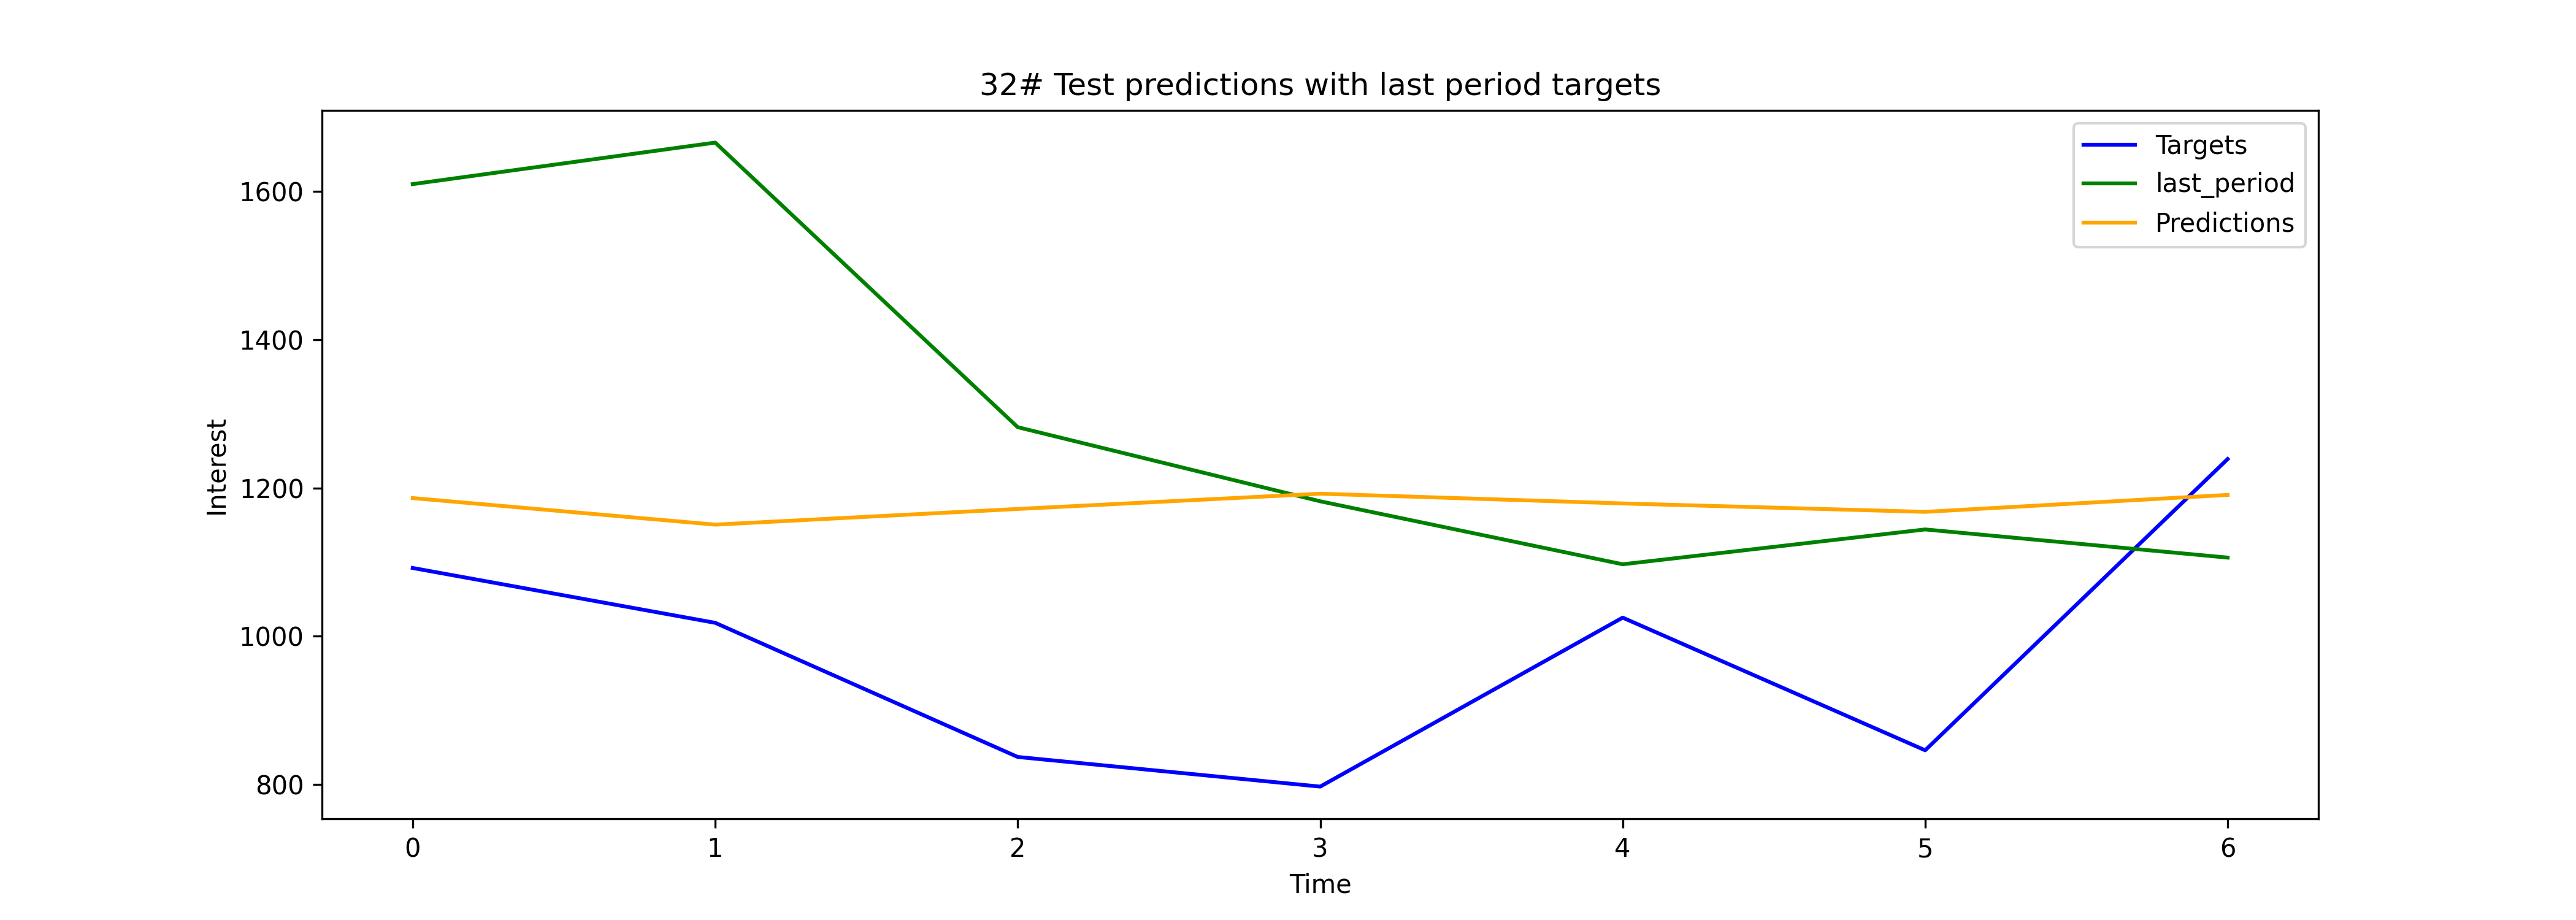 32# Test predictions with last period targets
Targets
last_period
Predictions
Interest
1600
1400
1200
1000
800
0 1 2 3 4 5 6
Time